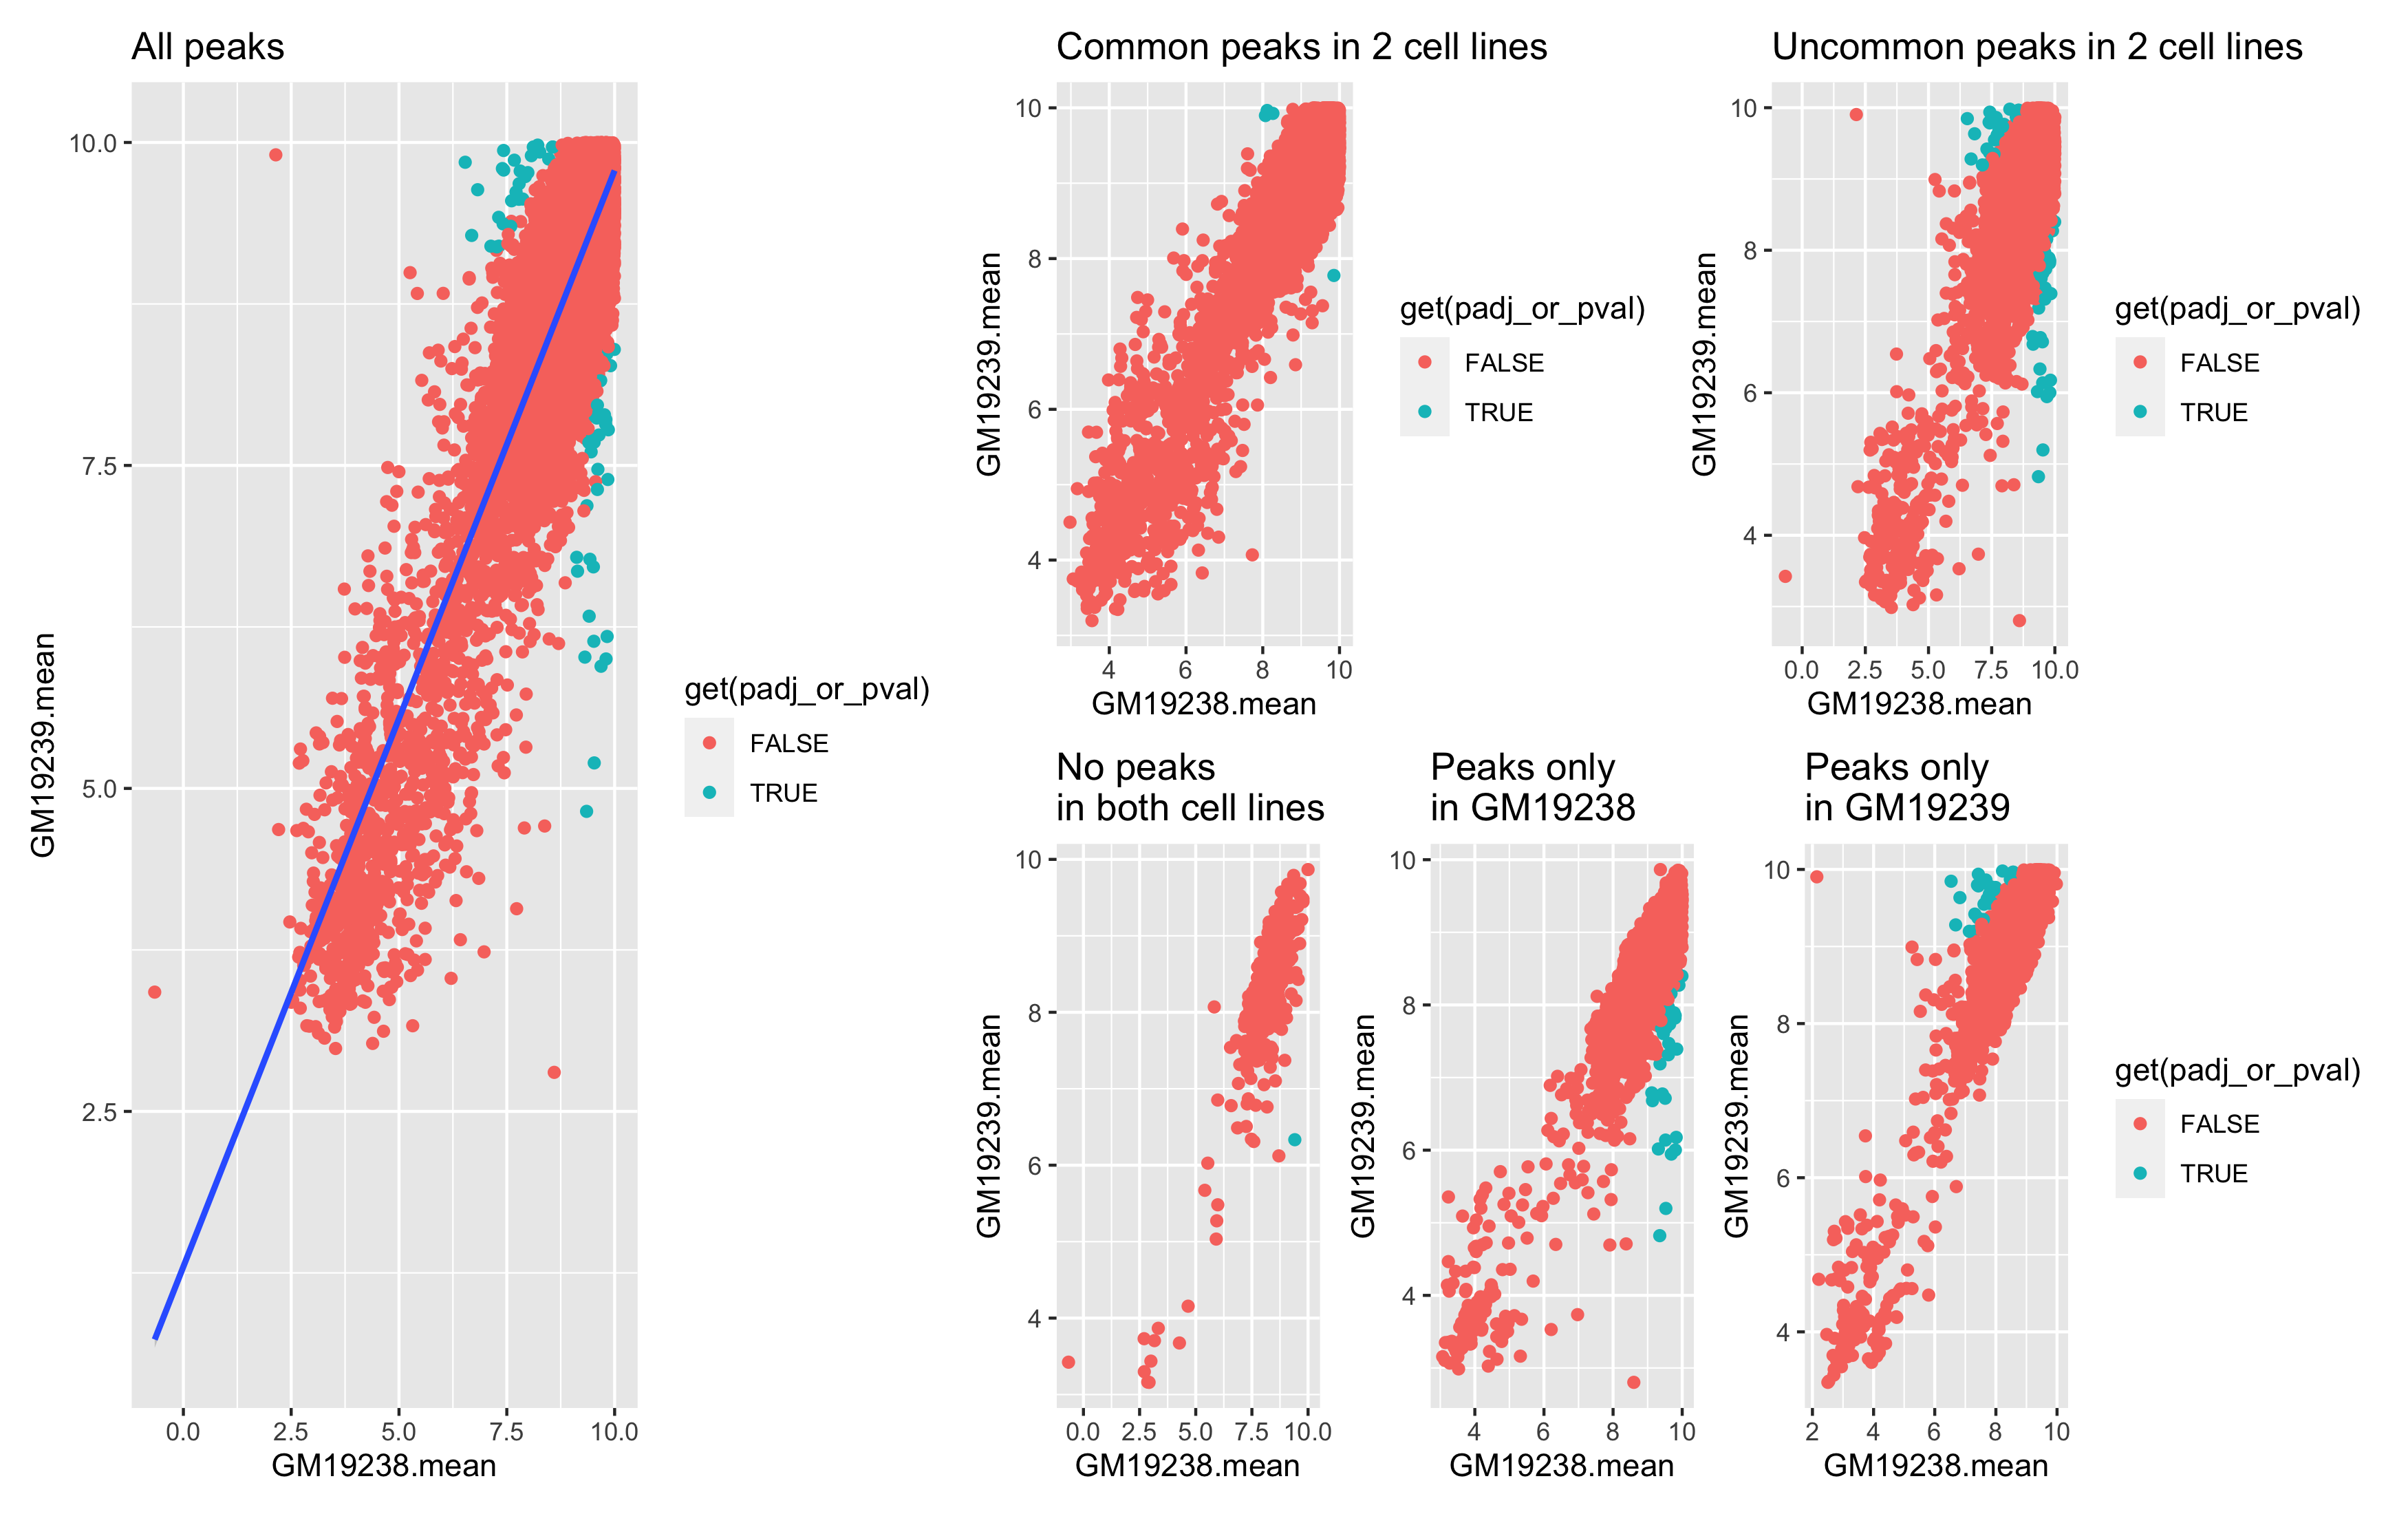 All peaks
10.0
7.5
5.0
2.5
GM19239.mean
0.0 2.5 5.0 7.5 10.0
GM19238.mean
get(padj_or_pval)
FALSE
TRUE
Common peaks in 2 cell lines
10
8
6
4
GM19239.mean
4 6 8 10
GM19238.mean
get(padj_or_pval)
FALSE
TRUE
Uncommon peaks in 2 cell lines
10
8
6
4
GM19239.mean
0.0 2.5 5.0 7.5 10.0
GM19238.mean
get(padj_or_pval)
FALSE
TRUE
No peaks
in both cell lines
10
8
6
4
GM19239.mean
0.0 2.5 5.0 7.5 10.0
GM19238.mean
Peaks only
in GM19238
10
8
6
4
GM19239.mean
4 6 8 10
GM19238.mean
Peaks only
in GM19239
10
8
6
4
GM19239.mean
2 4 6 8 10
GM19238.mean
get(padj_or_pval)
FALSE
TRUE